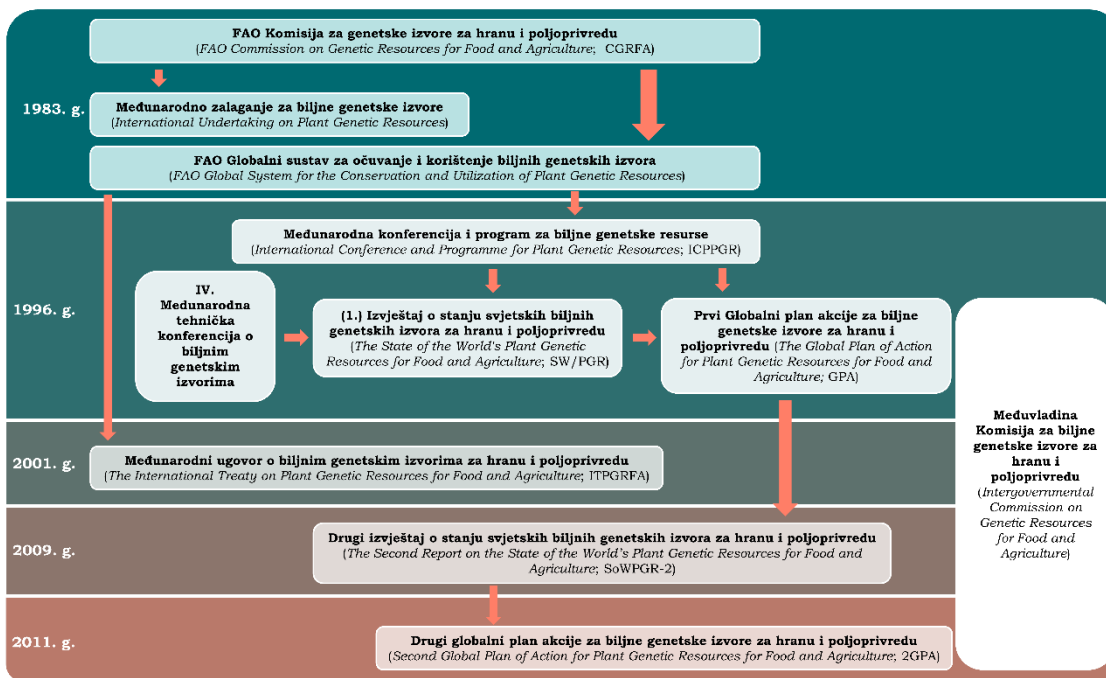 FAO Komisija za genetske izvore za hranu i poljoprivredu
(FAO Commission on Genetic Resources for Food and Agriculture; CGRFA)
1983. g.
Međunarodno zalaganje za biljne genetske izvore
(International Undertaking on Plant Genetic Resources)
FAO Globalni sustav za očuvanje i korištenje biljnih genetskih izvora
(FAO Global System for the Conservation and Utilization of Plant Genetic Resources)
Međunarodna konferencija i program za biljne genetske resurse
(International Conference and Programme for Plant Genetic Resources; ICPPGR)
1996. g.
IV.
Međunarodna
tehnička
konferencija o
biljnim
genetskim
izvorima
(1.) Izvještaj o stanju svjetskih biljnih
genetskih izvora za hranu i poljoprivredu
(The State of the World's Plant Genetic
Resources for Food and Agriculture; SW/PGR)
Prvi Globalni plan akcije za biljne
genetske izvore za hranu i
poljoprivredu (The Global Plan of Action
for Plant Genetic Resources for Food and
Agriculture; GPA)
2001. g.
Međunarodni ugovor o biljnim genetskim izvorima za hranu i poljoprivredu
(The International Treaty on Plant Genetic Resources for Food and Agriculture; ITPGRFA)
2009. g.
Drugi izvještaj o stanju svjetskih biljnih genetskih izvora za hranu i poljoprivredu
(The Second Report on the State of the World's Plant Genetic Resources for Food and
Agriculture; SoWPGR-2)
2011. g.
Drugi globalni plan akcije za biljne genetske izvore za hranu i poljoprivredu
(Second Global Plan of Action for Plant Genetic Resources for Food and Agriculture; 2GPA)
Međuvladina
Komisija za biljne
genetske izvore za
hranu i
poljoprivredu
(Intergovernmental
Commission on
Genetic Resources
for Food and
Agriculture)